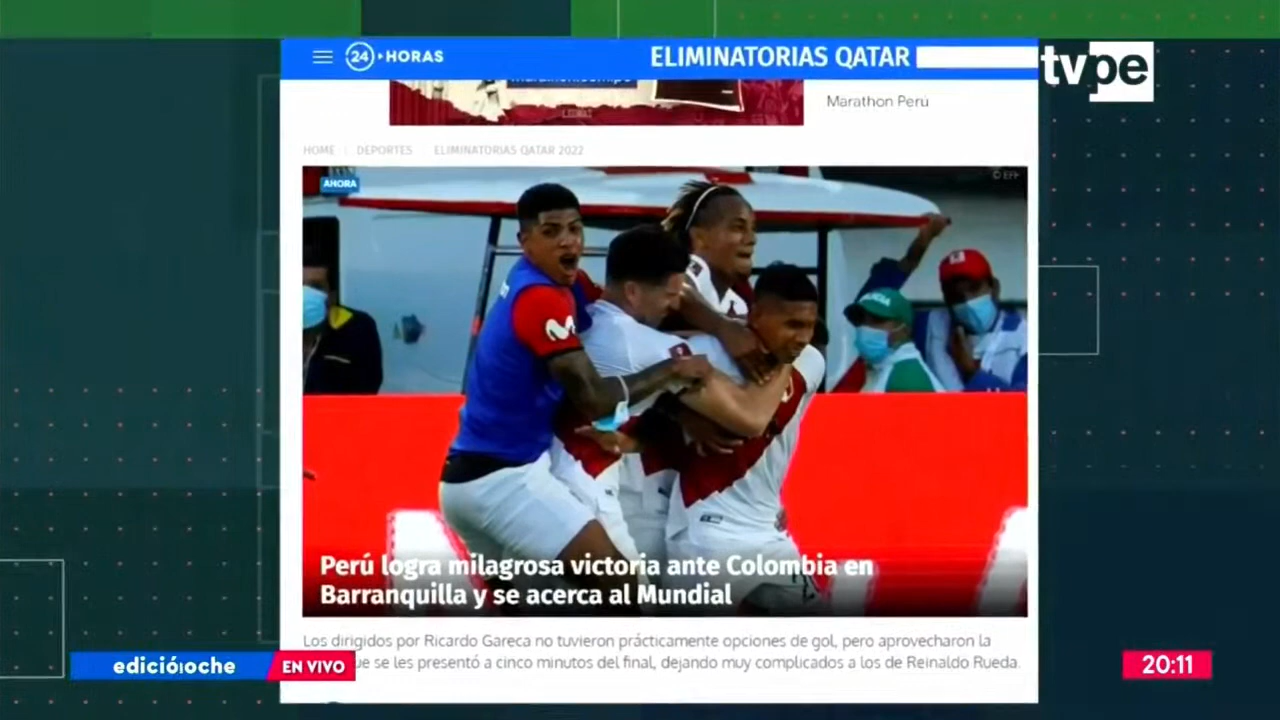 24 HORAS
ELIMINATORIAS QATAR
tvpe
Marathon Perú
HOME
DEPORTES
ELIMINATORIAS QATAR 2022
AHORA
© EFE
Perú logra milagrosa victoria ante Colombia en
Barranquilla y se acerca al Mundial
Los dirigidos por Ricardo Gareca no tuvieron prácticamente opciones de gol, pero aprovecharon la
se les presentó a cinco minutos del final, dejando muy complicados a los de Reinaldo Rueda.
EN VIVO
20:11